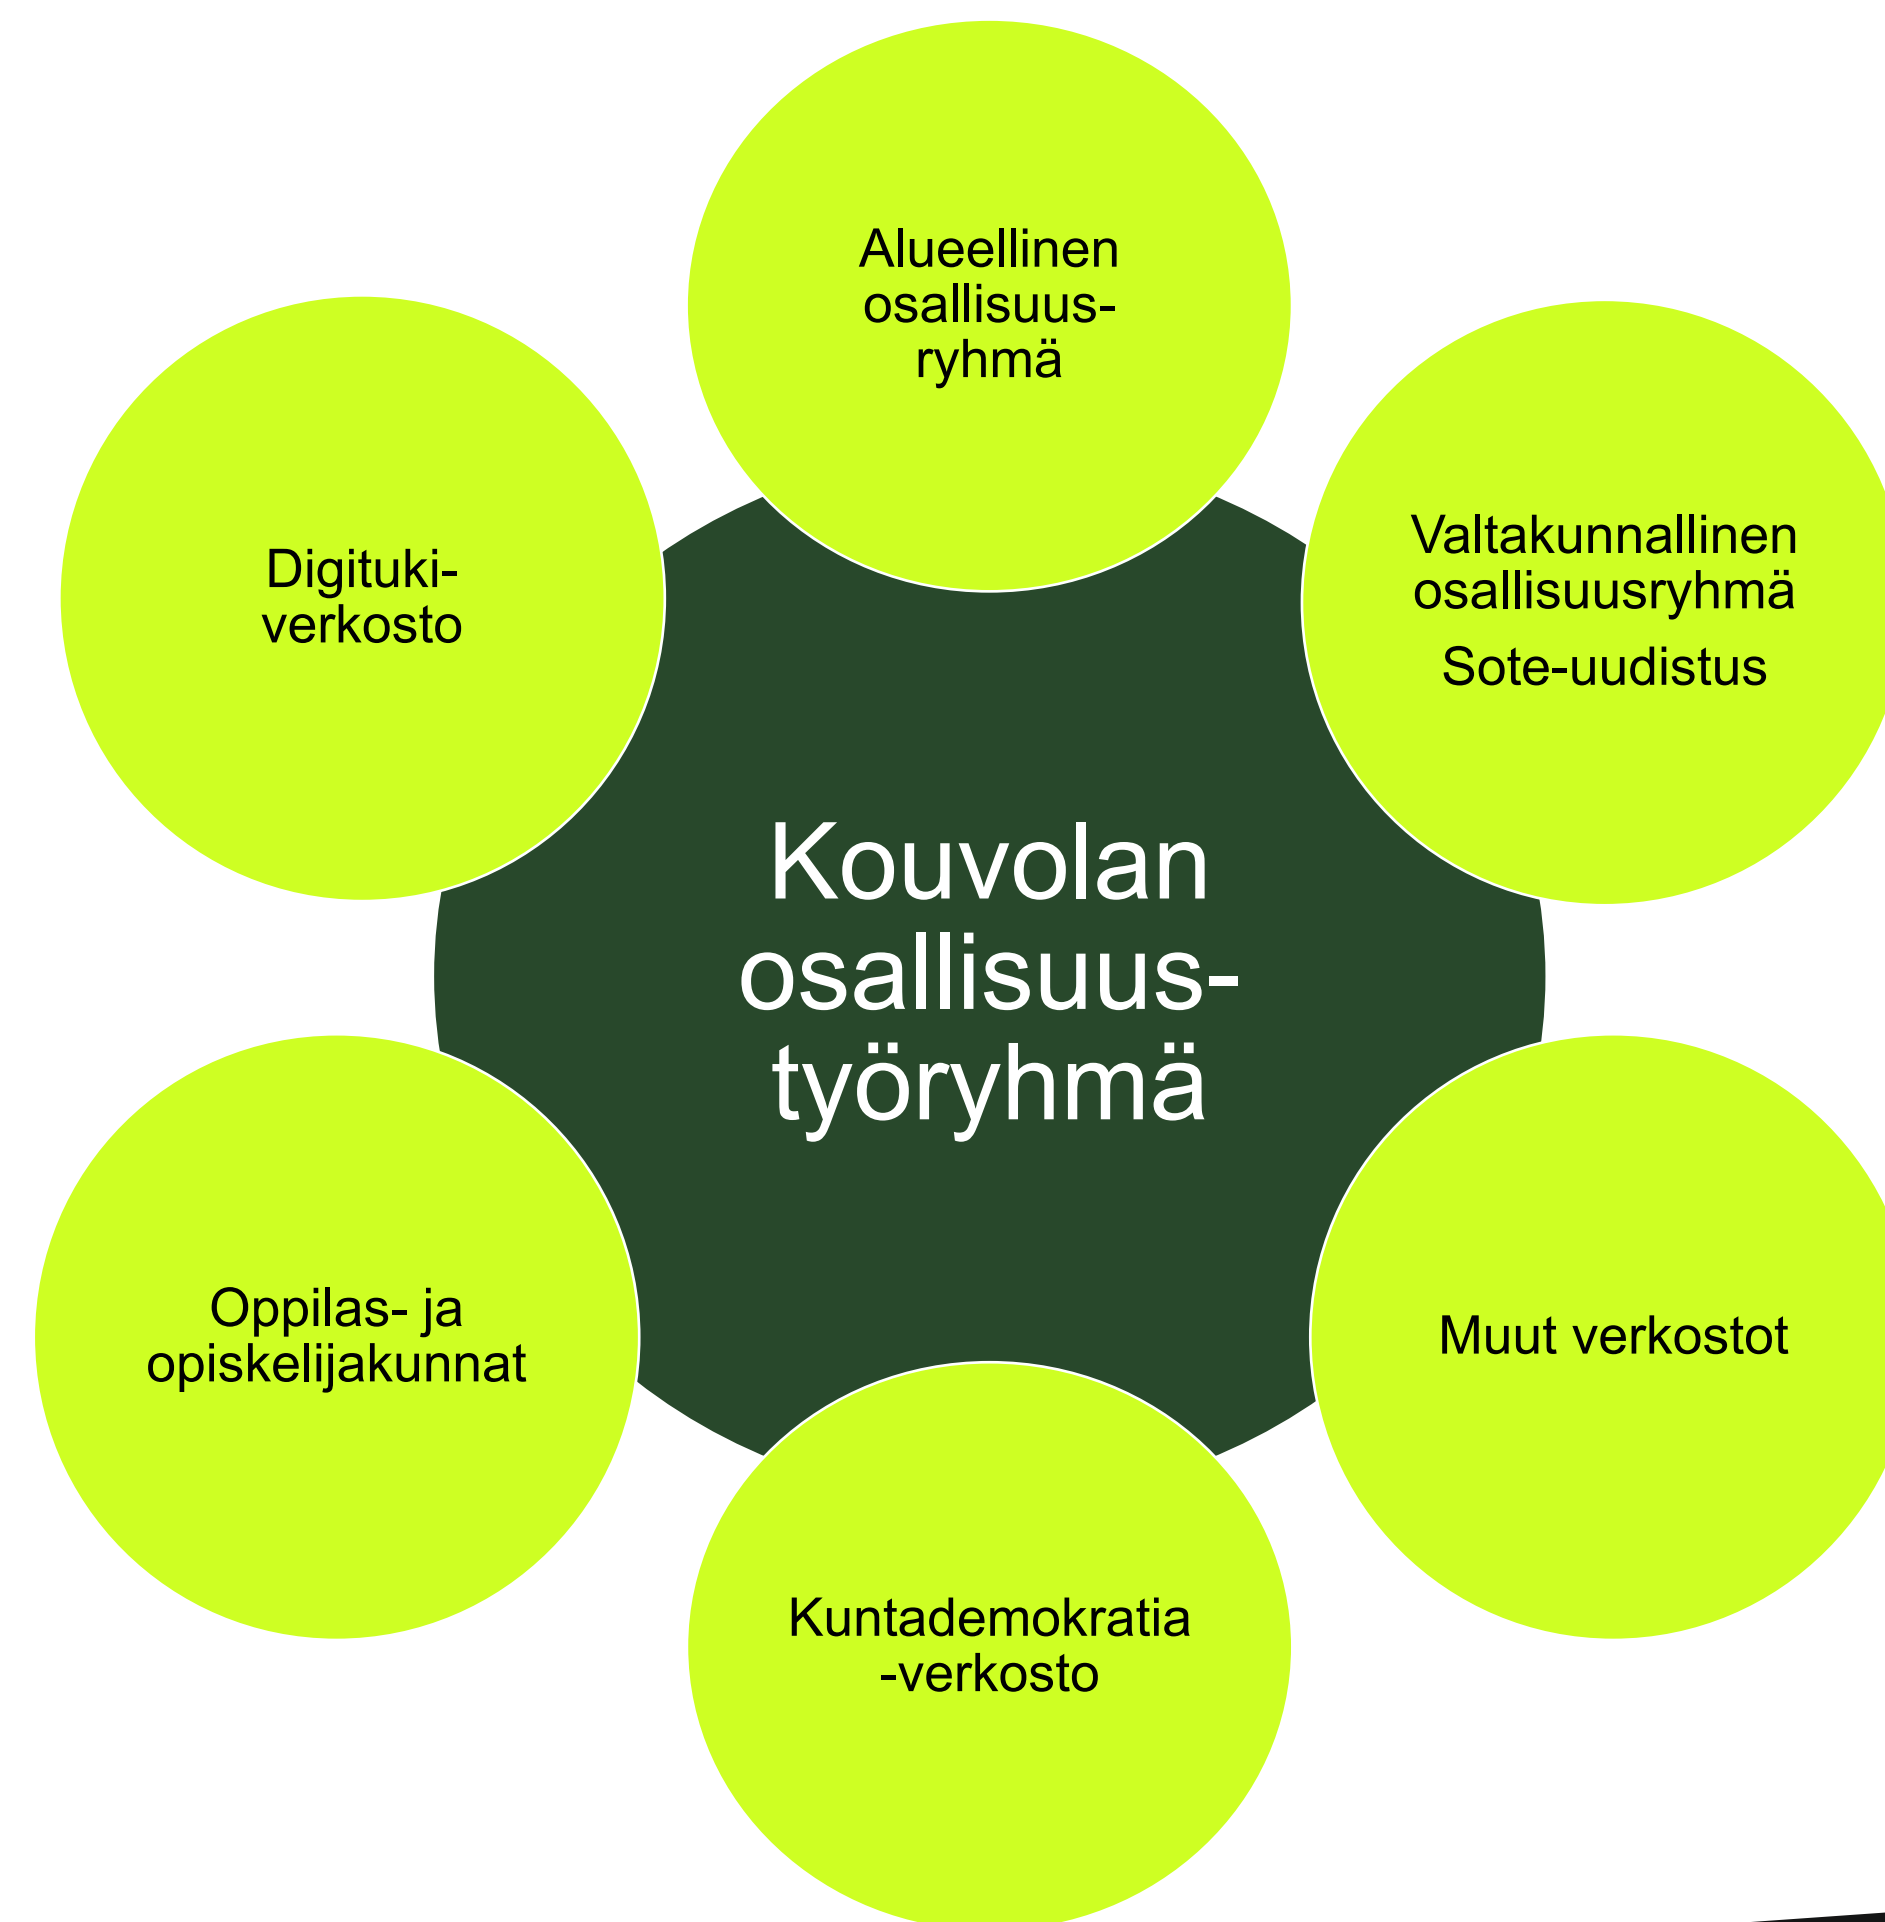 Alueellinen
osallisuus-
ryhmä
Valtakunnallinen
osallisuusryhmä
Sote-uudistus
Muut verkostot
Kuntademokratia
-verkosto
Oppilas- ja
opiskelijakunnat
Digituki-
verkosto
Kouvolan
osallisuus-
työryhmä